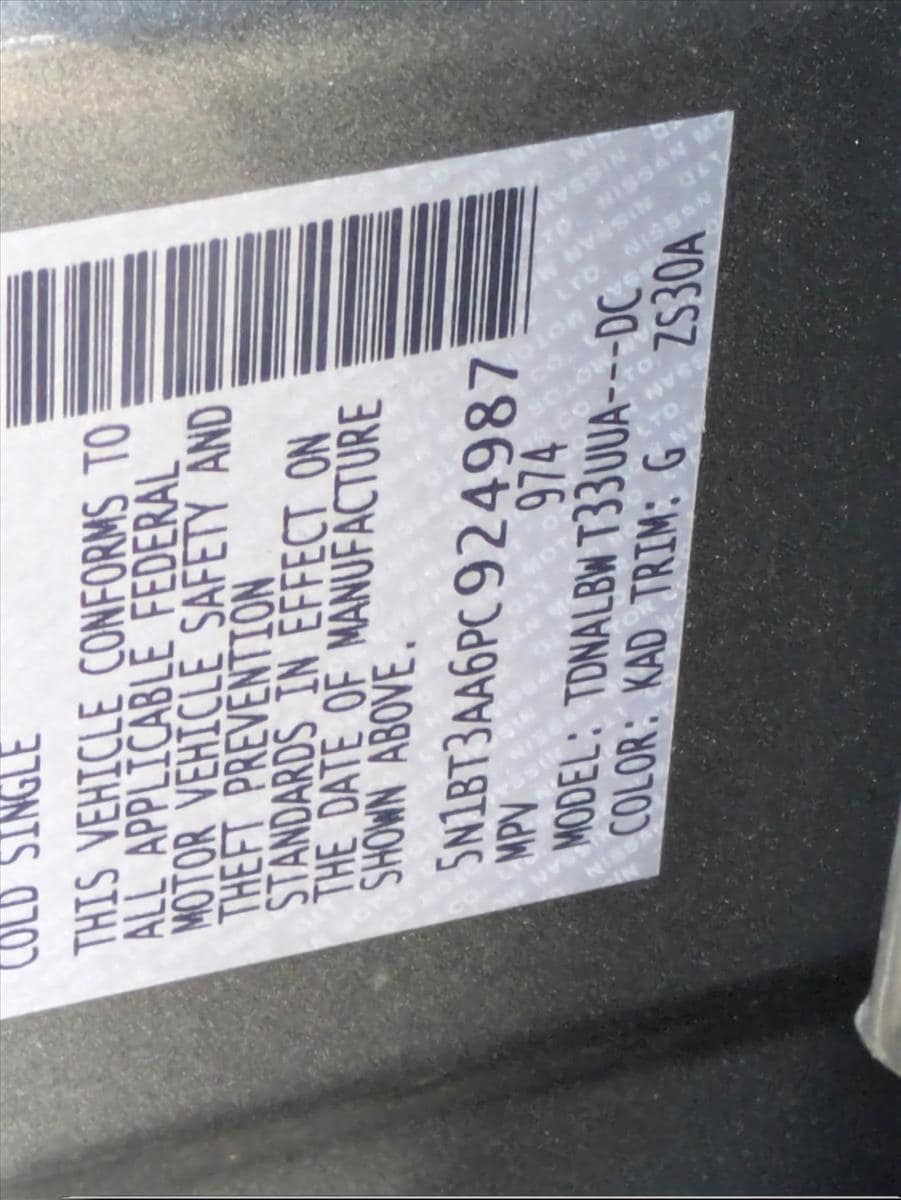 COLD SINGLE
THIS VEHICLE CONFORMS TO
ALL APPLICABLE FEDERAL
MOTOR VEHICLE SAFETY AND
THEFT PREVENTION
STANDARDS IN EFFECT ON
THE DATE OF MANUFACTURE
SHOWN ABOVE.
5N1BT3AA6PC924987
MPV 974
MODEL: TDNALBW T33UUA---DC
COLOR: KAD TRIM: G ZS30A